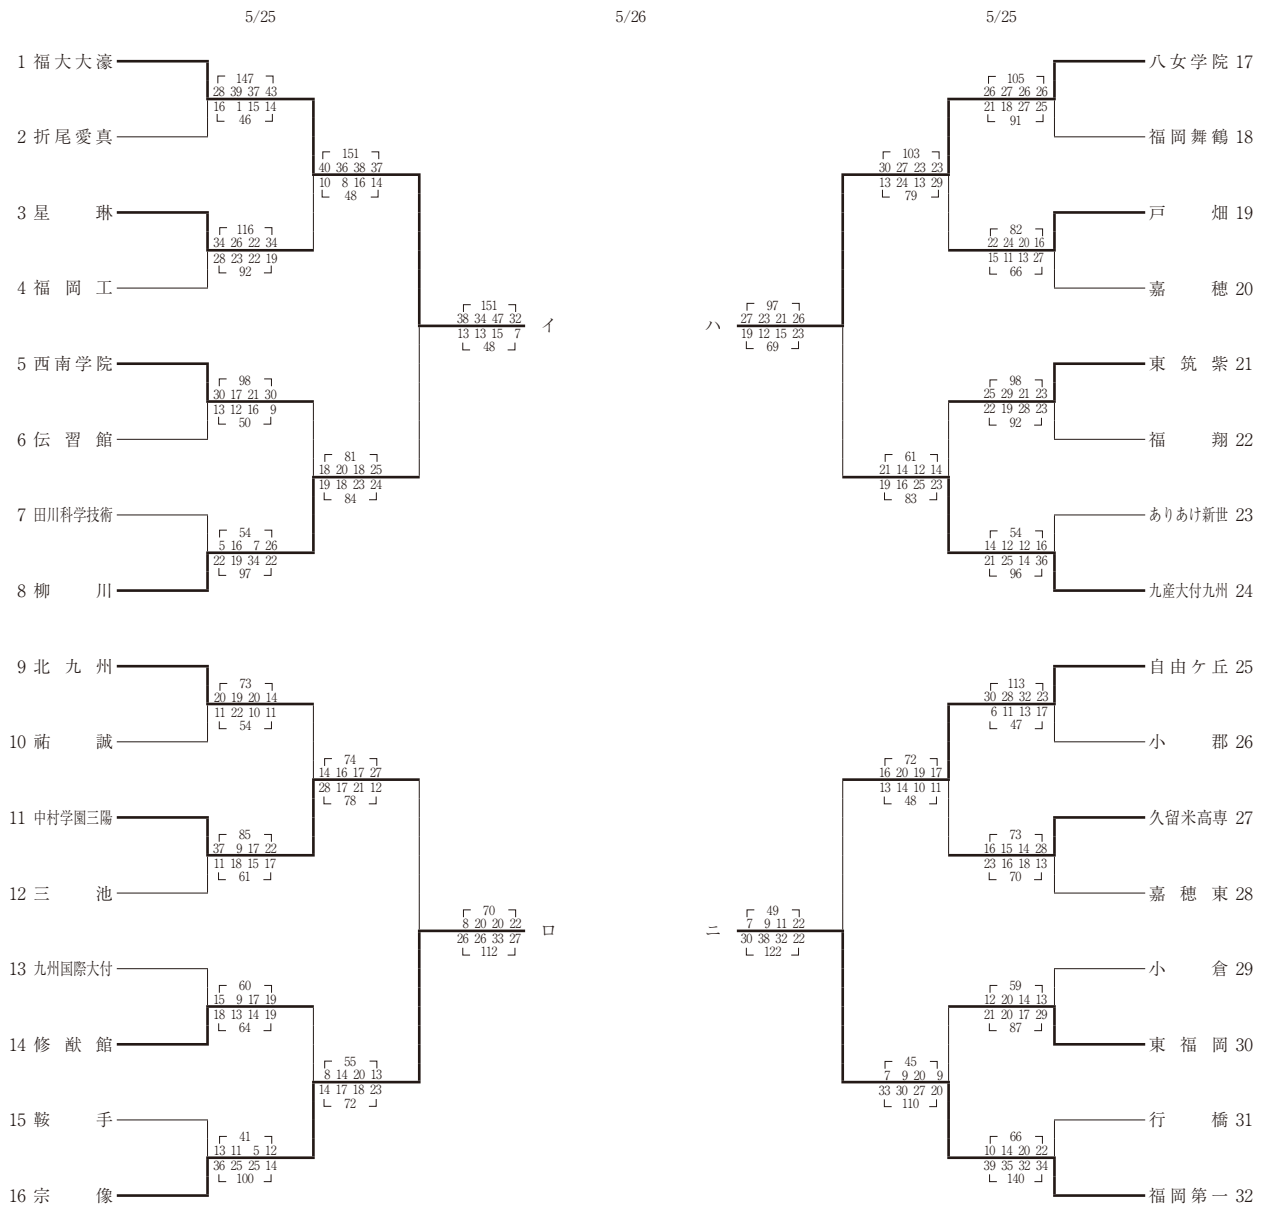 5/25 5/26 5/25
1 福大大濠
147
28 39 37 43
16 1 15 14
46
2 折尾愛真
151
40 36 38 37
10 8 16 14
48
3 星琳
116
34 26 22 34
28 23 22 19
92
4 福岡工
151
38 34 47 32
13 13 15 7
48
イ
5 西南学院
98
30 17 21 30
13 12 16 9
50
6 伝習館
81
18 20 18 25
19 18 23 24
84
7 田川科学技術
54
5 16 7 26
22 19 34 22
97
8 柳川
9 北九州
73
20 19 20 14
11 22 10 11
54
10 祐誠
74
14 16 17 27
28 17 21 12
78
11 中村学園三陽
85
37 9 17 22
11 18 15 17
61
12 三池
70
8 20 20 22
26 26 33 27
112
ロ
13 九州国際大付
60
15 9 17 19
18 13 14 19
64
14 修猷館
55
8 14 20 13
14 17 18 23
72
15 鞍手
41
13 11 5 12
36 25 25 14
100
16 宗像
八女学院 17
105
26 27 26 26
21 18 27 25
91
福岡舞鶴 18
103
30 27 23 23
13 24 13 29
79
戸畑 19
82
22 24 20 16
15 11 13 27
66
嘉穂 20
ハ
97
27 23 21 26
19 12 15 23
69
東筑紫 21
98
25 29 21 23
22 19 28 23
92
福翔 22
61
21 14 12 14
19 16 25 23
83
ありあけ新世 23
54
14 12 12 16
21 25 14 36
96
九産大付九州 24
自由ケ丘 25
113
30 28 32 23
6 11 13 17
47
小郡 26
72
16 20 19 17
13 14 10 11
48
久留米高専 27
73
16 15 14 28
23 16 18 13
70
嘉穂東 28
ニ
49
7 9 11 22
30 38 32 22
122
小倉 29
59
12 20 14 13
21 20 17 29
87
東福岡 30
45
7 9 20 9
33 30 27 20
110
行橋 31
66
10 14 20 22
39 35 32 34
140
福岡第一 32